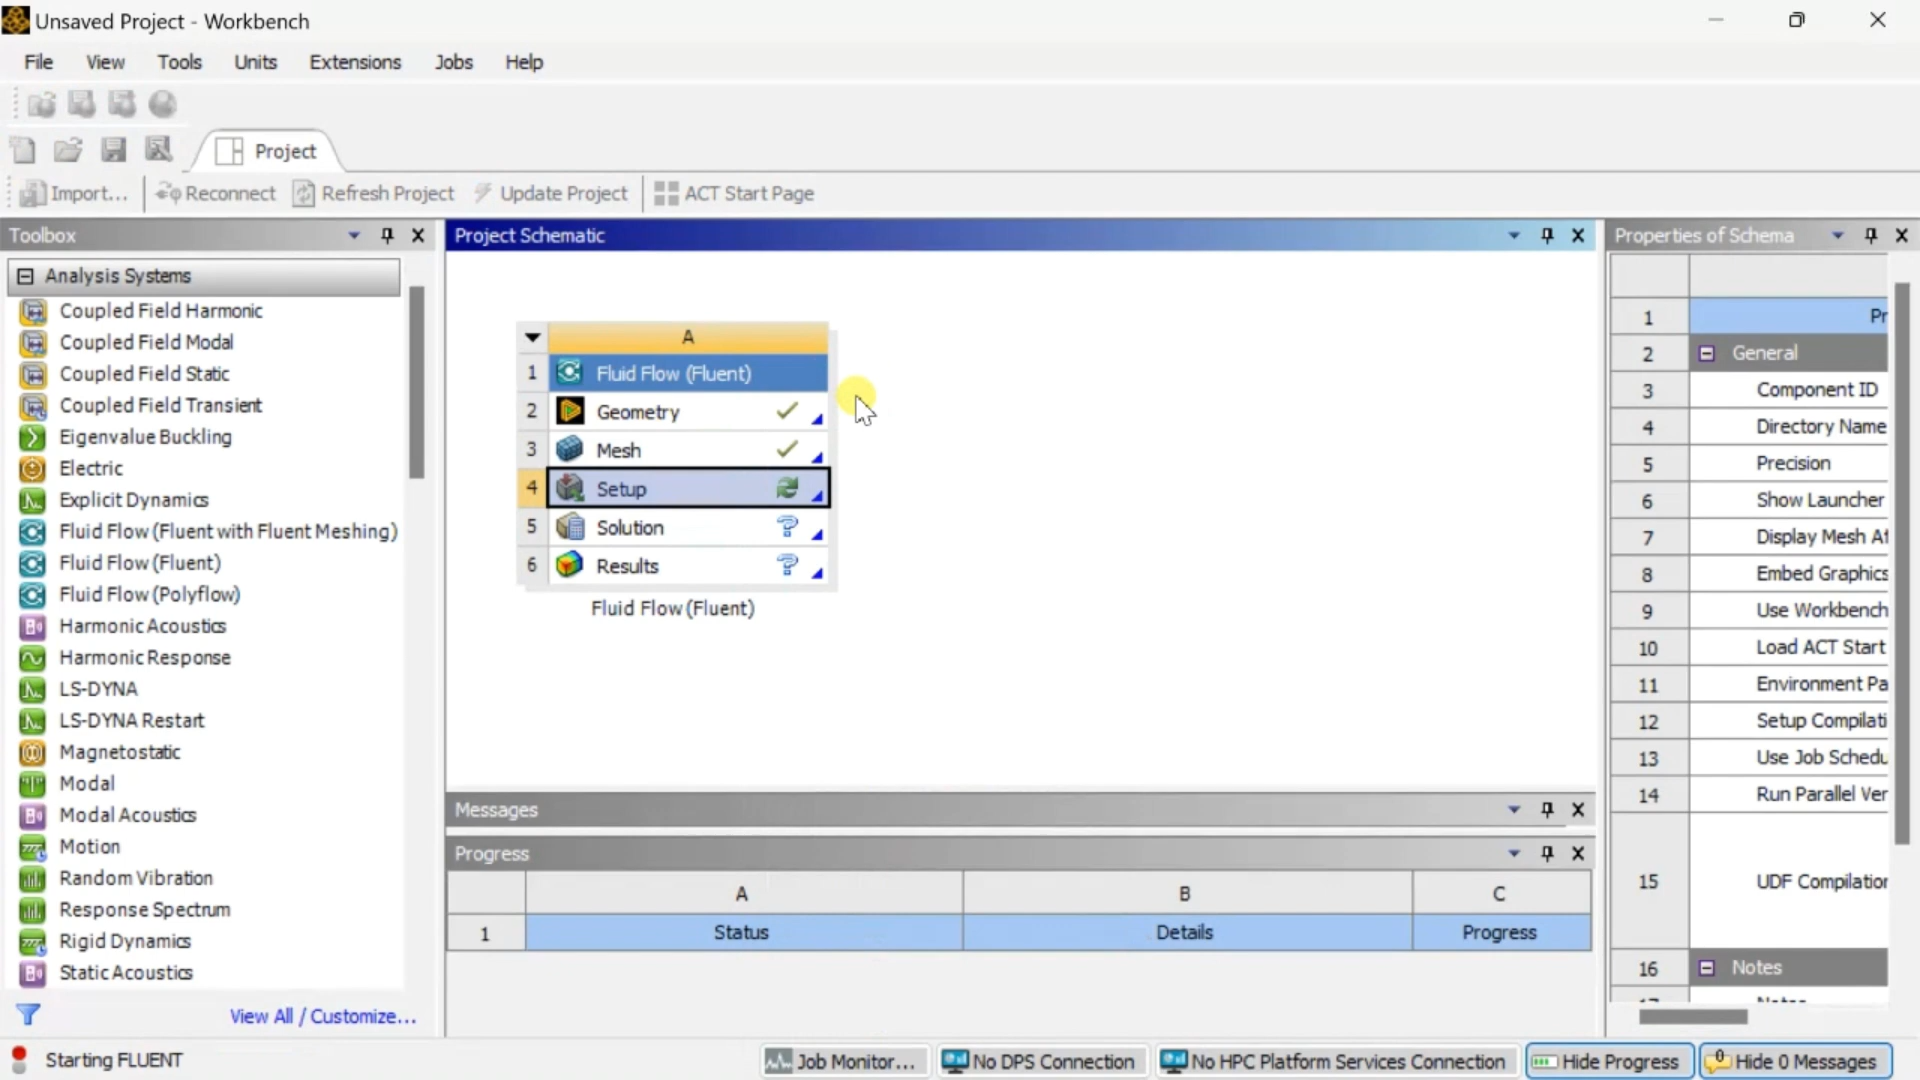 Unsaved Project - Workbench
File View Tools Units Extensions Jobs Help
Project
Import... Reconnect Refresh Project Update Project ACT Start Page
Toolbox
Analysis Systems
Coupled Field Harmonic
Coupled Field Modal
Coupled Field Static
Coupled Field Transient
Eigenvalue Buckling
Electric
Explicit Dynamics
Fluid Flow (Fluent with Fluent Meshing)
Fluid Flow (Fluent)
Fluid Flow (Polyflow)
Harmonic Acoustics
Harmonic Response
LS-DYNA
LS-DYNA Restart
Magnetostatic
Modal
Modal Acoustics
Motion
Random Vibration
Response Spectrum
Rigid Dynamics
Static Acoustics
View All / Customize...
Project Schematic
A
1 Fluid Flow (Fluent)
2 Geometry
3 Mesh
4 Setup
5 Solution ?
6 Results ?
Fluid Flow (Fluent)
Messages
Progress
A B C
1 Status Details Progress
Properties of Schema
1 Pr
2 General
3 Component ID
4 Directory Name
5 Precision
6 Show Launcher
7 Display Mesh Af
8 Embed Graphics
9 Use Workbench
10 Load ACT Start
11 Environment Pa
12 Setup Compilati
13 Use Job Schedu
14 Run Parallel Ver
15 UDF Compilation
16 Notes
Starting FLUENT
Job Monitor... No DPS Connection No HPC Platform Services Connection Hide Progress 0 Hide 0 Messages